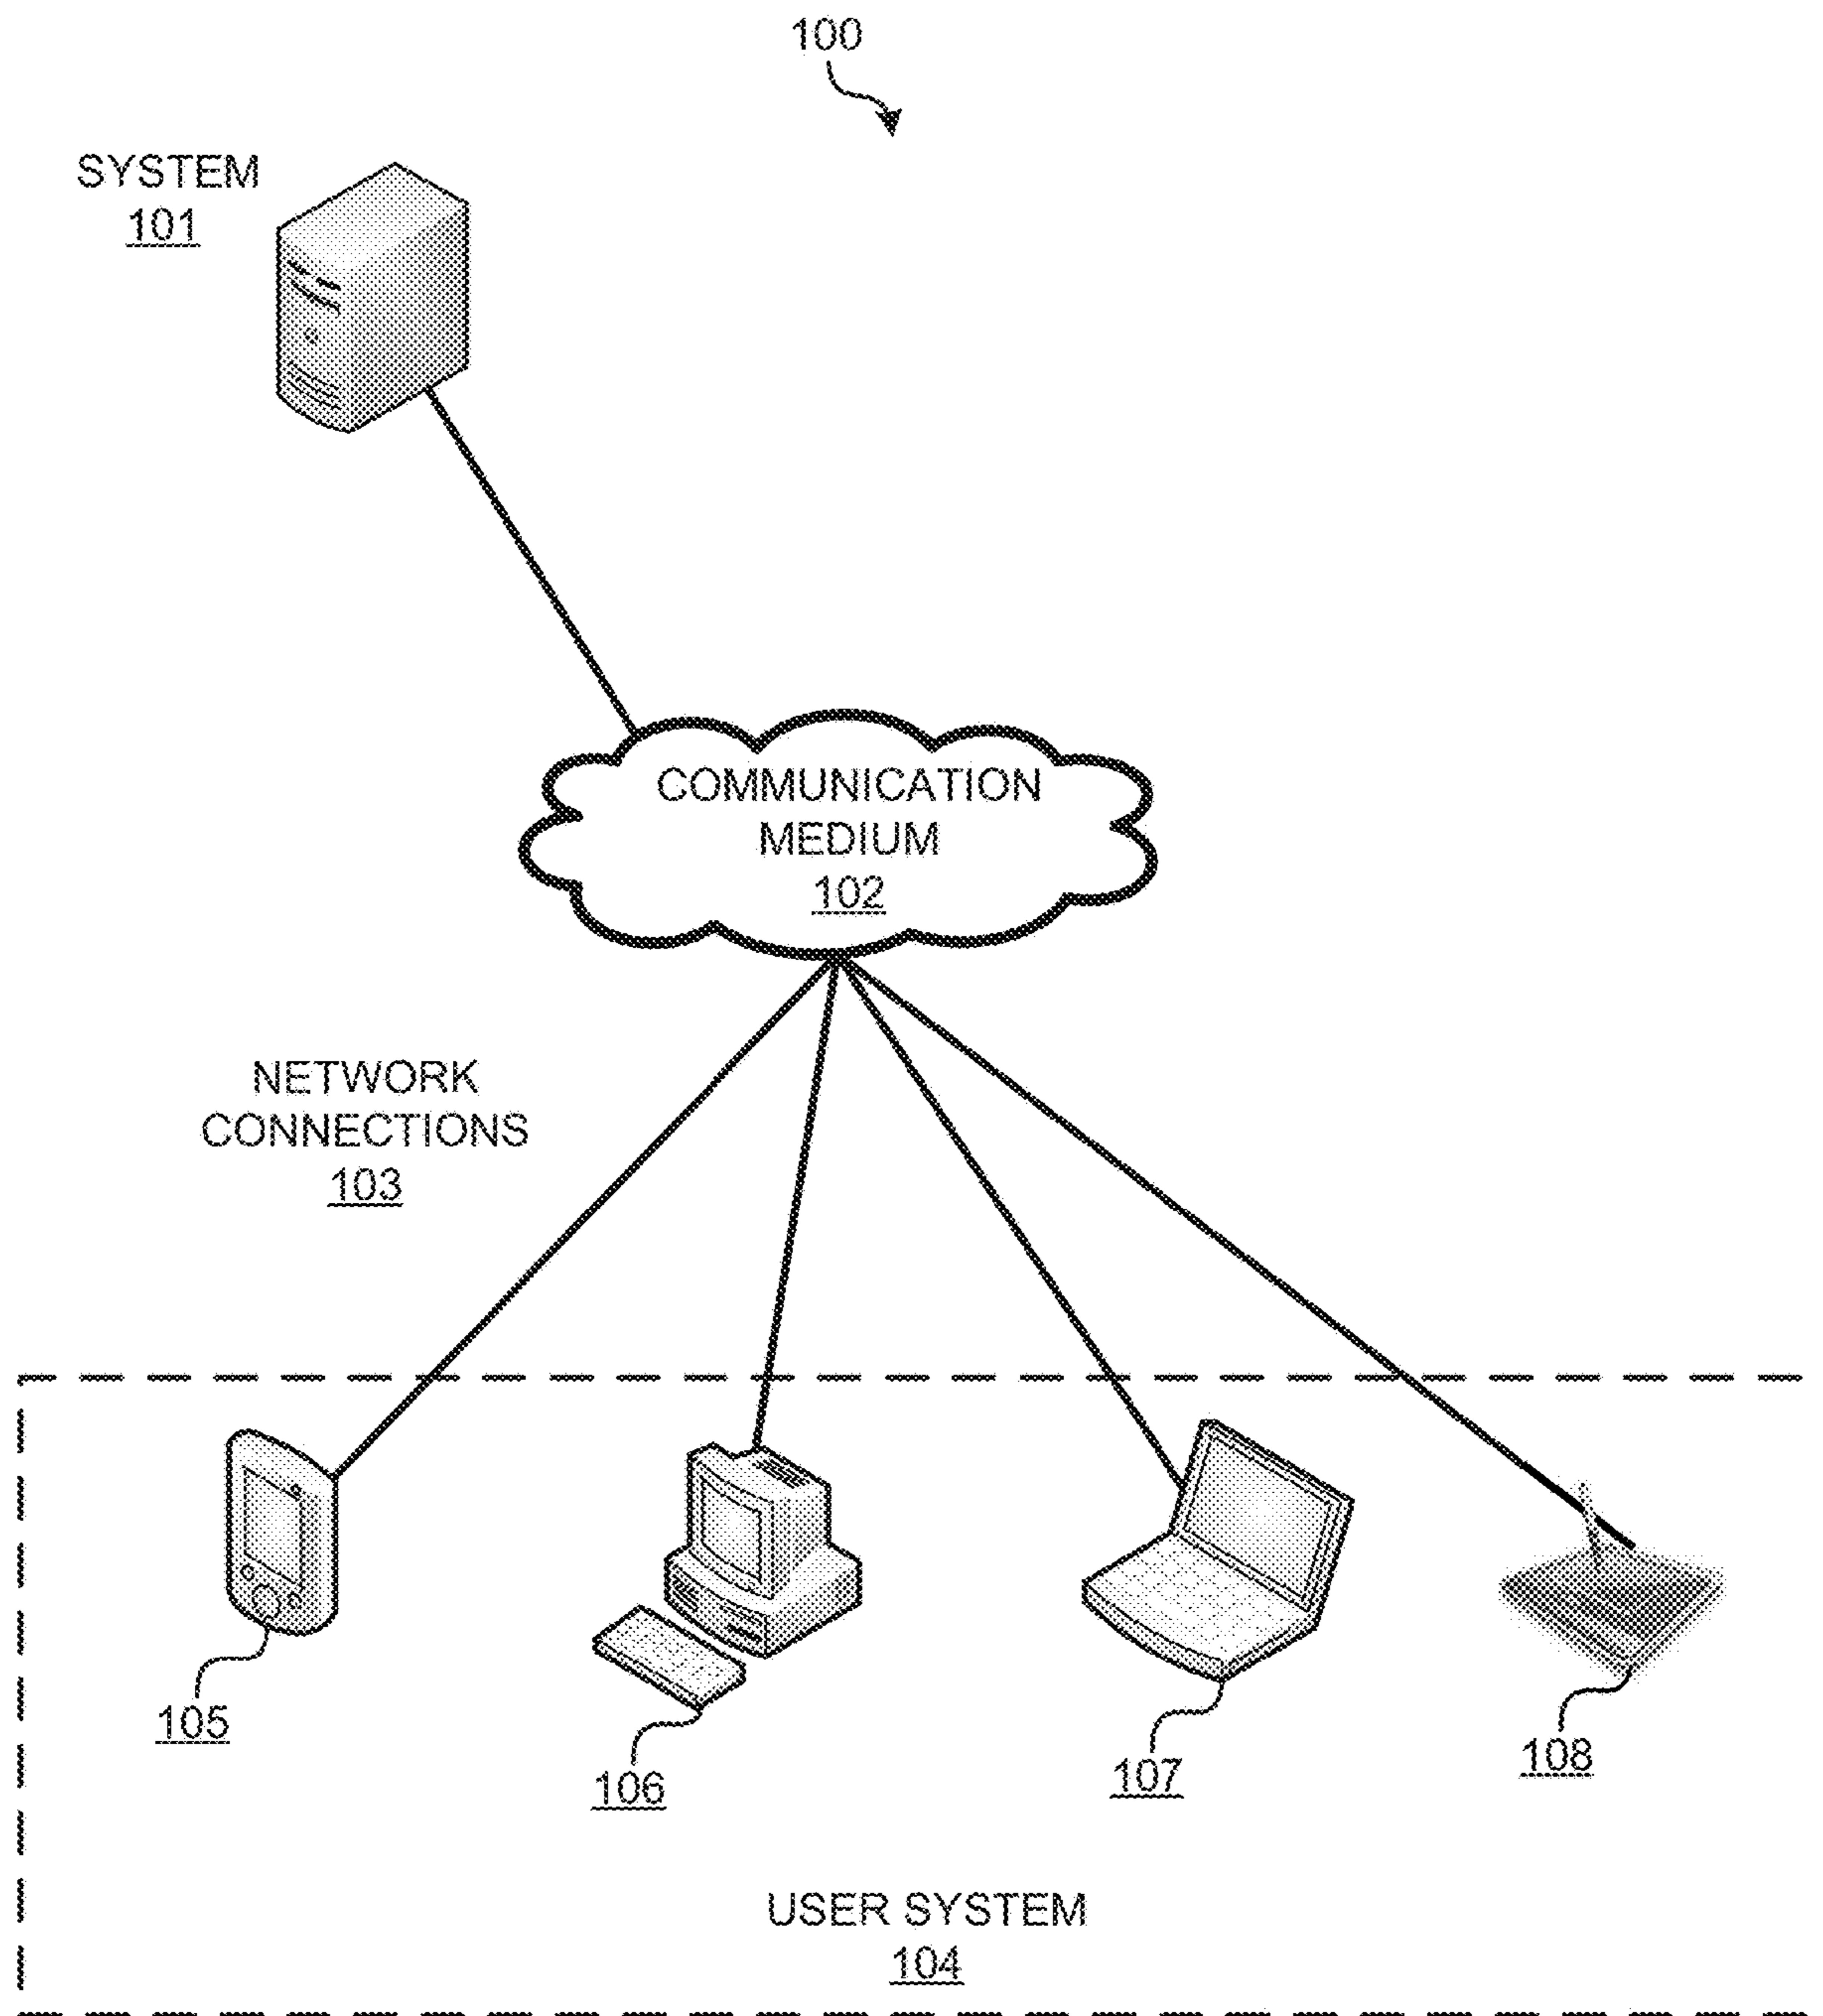 100
SYSTEM
101
COMMUNICATION
MEDIUM
102
NETWORK
CONNECTIONS
103
105
106
107
108
USER SYSTEM
104